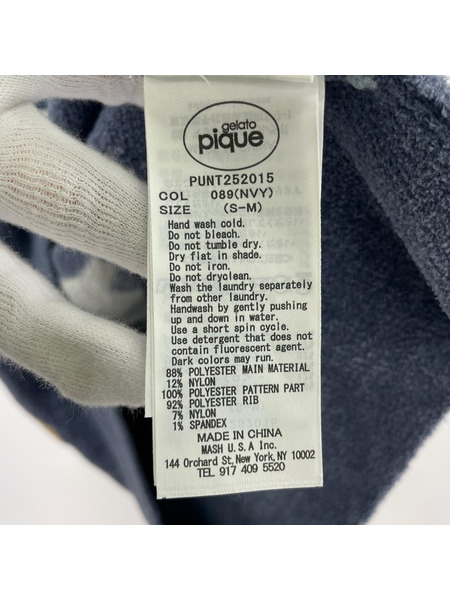 gelato
pique
PUNT252015
COL 089(NVY)
SIZE (S-M)
Hand wash cold.
Do not bleach.
Do not tumble dry.
Dry flat in shade.
Do not iron.
Do not dryclean.
Wash the laundry separately
from other laundry.
Handwash by gently pushing
up and down in water.
Use a short spin cycle.
Use detergent that does not
contain fluorescent agent.
Dark colors may run.
88% POLYESTER MAIN MATERIAL
12% NYLON
100% POLYESTER PATTERN PART
92% POLYESTER RIB
7% NYLON
1% SPANDEX
MADE IN CHINA
MASH U.S.A Inc.
144 Orchard St, New York, NY 10002
TEL 917 409 5520